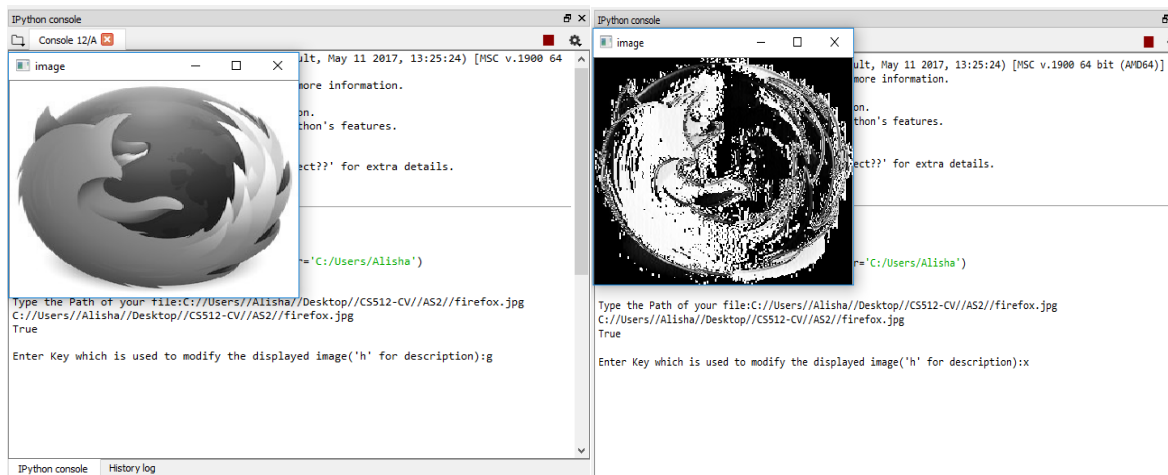 IPython console
Console 12/A
image
ult, May 11 2017, 13:25:24) [MSC v.1900 64
more information.
on.
thon's features.
ect??' for extra details.
r='C:/Users/Alisha')
Type the Path of your file:C://Users//Alisha//Desktop//CS512-CV//AS2//firefox.jpg
C://Users//Alisha//Desktop//CS512-CV//AS2//firefox.jpg
True
Enter Key which is used to modify the displayed image('h' for description):g
IPython console
History log
IPython console
image
ult, May 11 2017, 13:25:24) [MSC v.1900 64 bit (AMD64)]
more information.
on.
thon's features.
ect??' for extra details.
r='C:/Users/Alisha')
Type the Path of your file:C://Users//Alisha//Desktop//CS512-CV//AS2//firefox.jpg
C://Users//Alisha//Desktop//CS512-CV//AS2//firefox.jpg
True
Enter Key which is used to modify the displayed image('h' for description):x